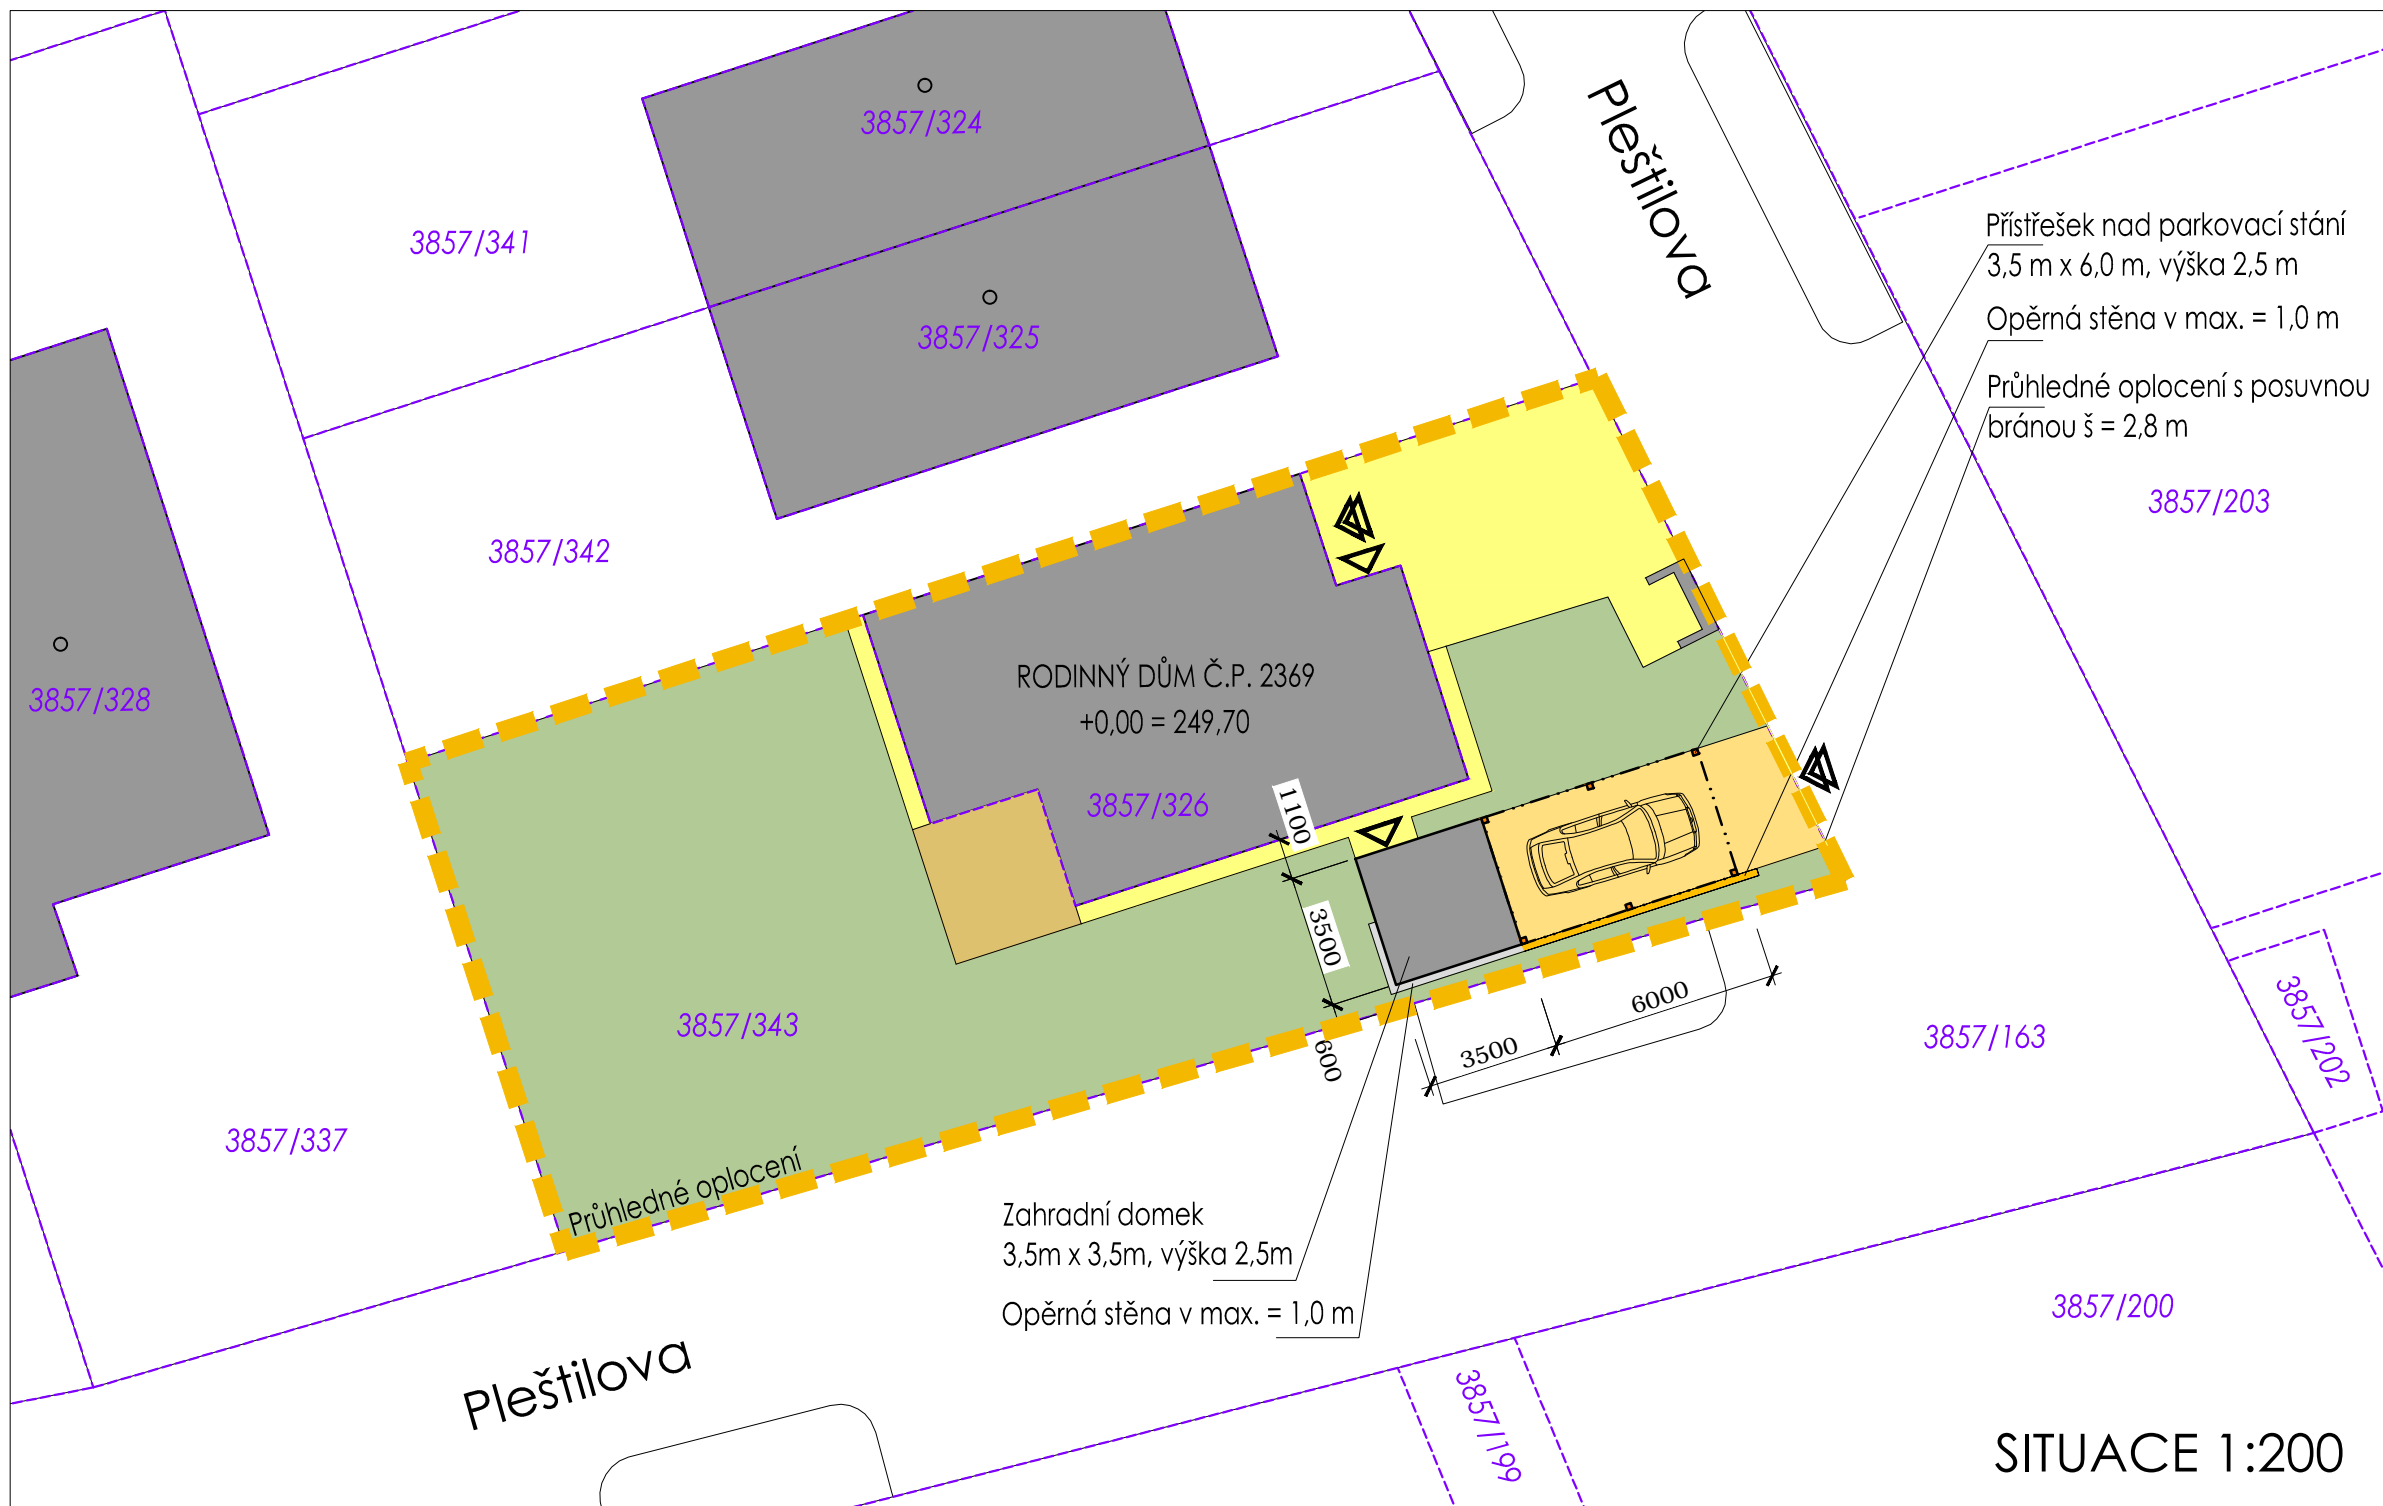 3857/324
Pleštilova
3857/341
Přístřešek nad parkovací stání
3,5 m x 6,0 m, výška 2,5 m
Opěrná stěna v max. = 1,0 m
3857/325
Průhledné oplocení s posuvnou
bránou š = 2,8 m
3857/203
3857/342
RODINNÝ DŮM Č.P. 2369
+0,00 = 249,70
3857/328
3857/326
1100
3500
600
6000
3500
3857/343
3857/163
3857/202
3857/337
Průhledné oplocení
Zahradní domek
3,5m x 3,5m, výška 2,5m
Opěrná stěna v max. = 1,0 m
3857/200
Pleštilova
3857/199
SITUACE 1:200